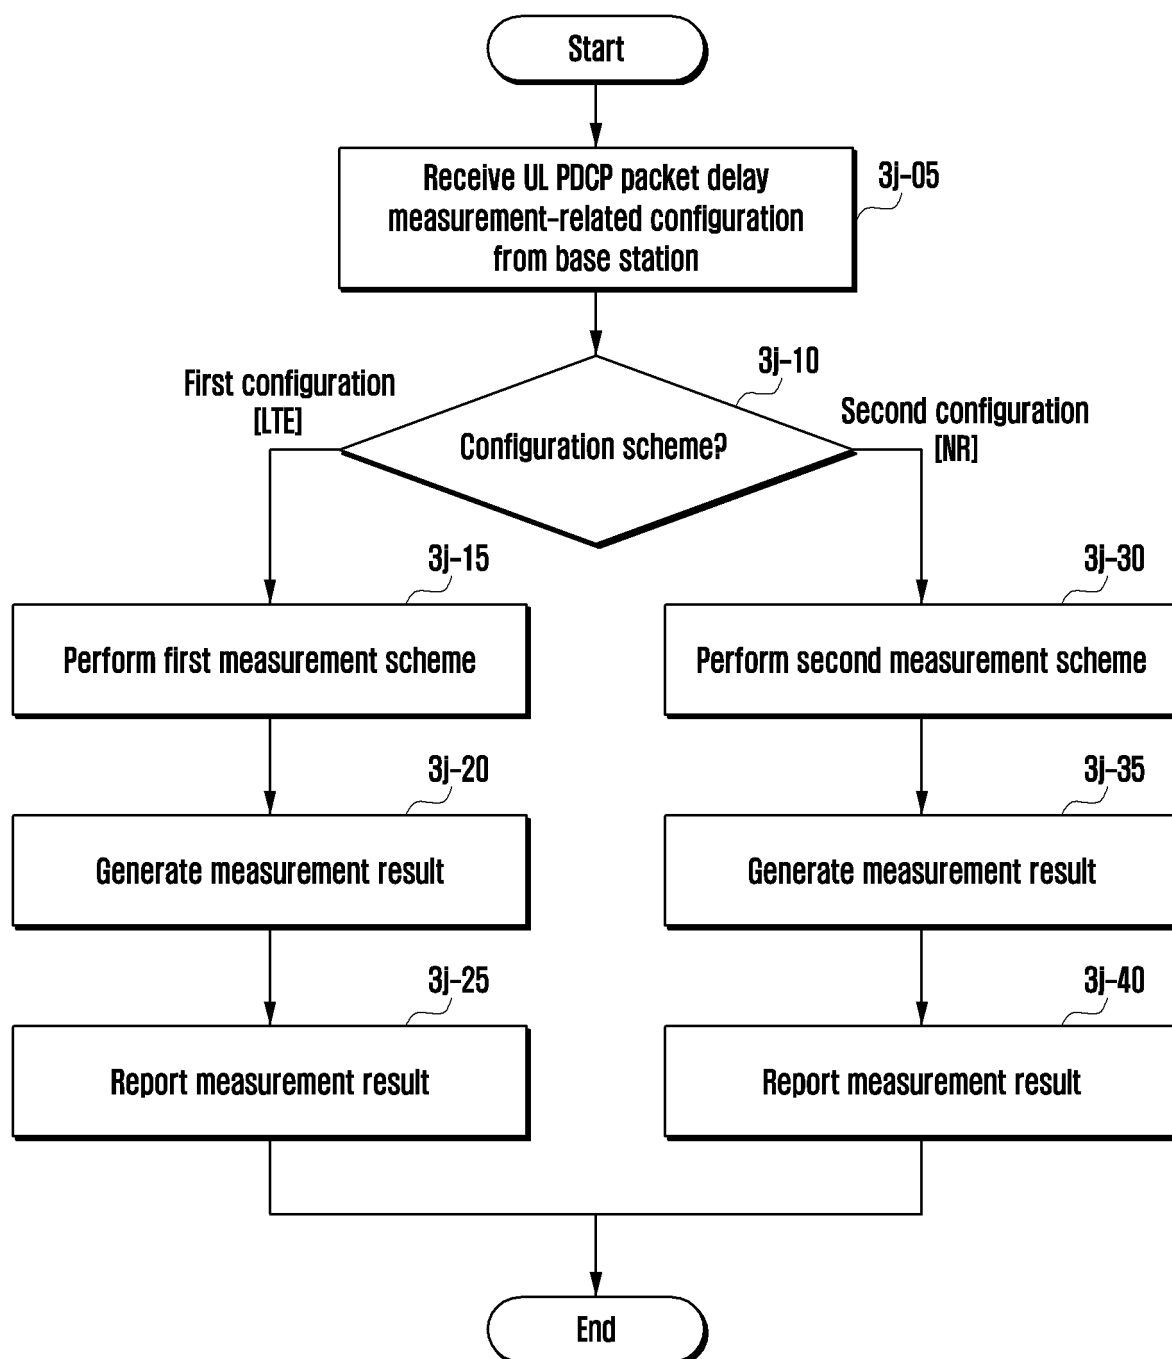 Start
Receive UL PDCP packet delay
measurement-related configuration
from base station
3j-05
3j-10
First configuration
[LTE]
Configuration scheme?
Second configuration
[NR]
3j-15
Perform first measurement scheme
3j-20
Generate measurement result
3j-25
Report measurement result
3j-30
Perform second measurement scheme
3j-35
Generate measurement result
3j-40
Report measurement result
End